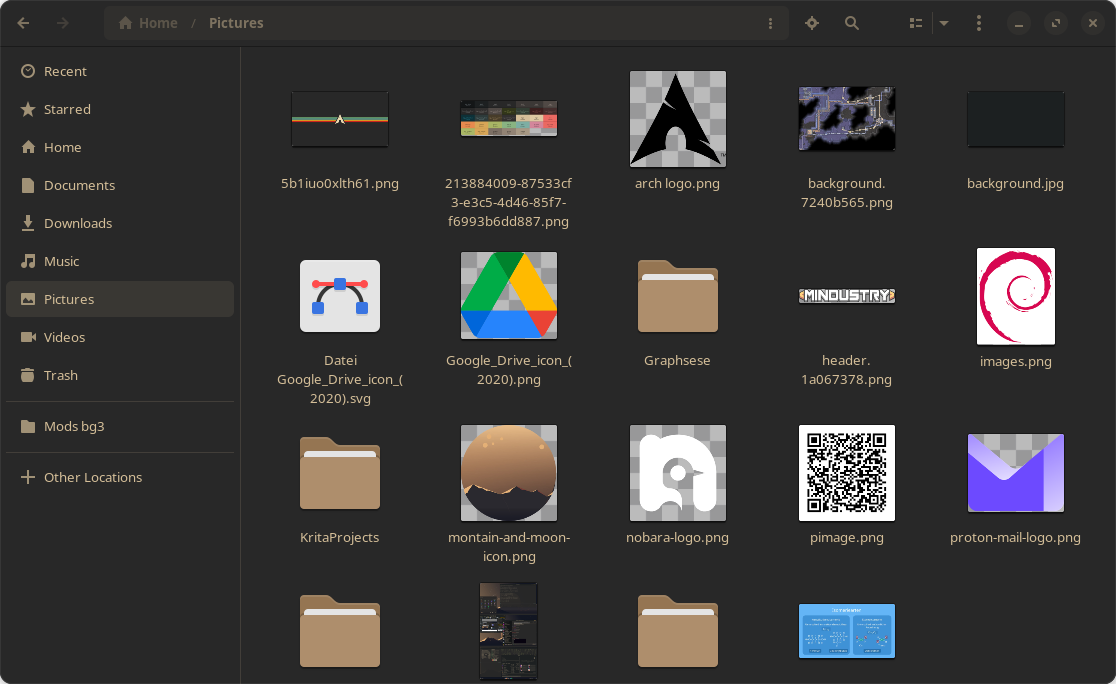 Home / Pictures
Recent
Starred
Home
Documents
Downloads
Music
Pictures
Videos
Trash
Mods bg3
Other Locations
5b1iuo0xlth61.png
213884009-87533cf
3-e3c5-4d46-85f7-
f6993b6dd887.png
arch logo.png
background.
7240b565.png
background.jpg
Datei
Google_Drive_icon_(
2020).svg
Google_Drive_icon_(
2020).png
Graphsese
MINDUSTRY
header.
1a067378.png
images.png
KritaProjects
montain-and-moon-
icon.png
nobara-logo.png
pimage.png
proton-mail-logo.png